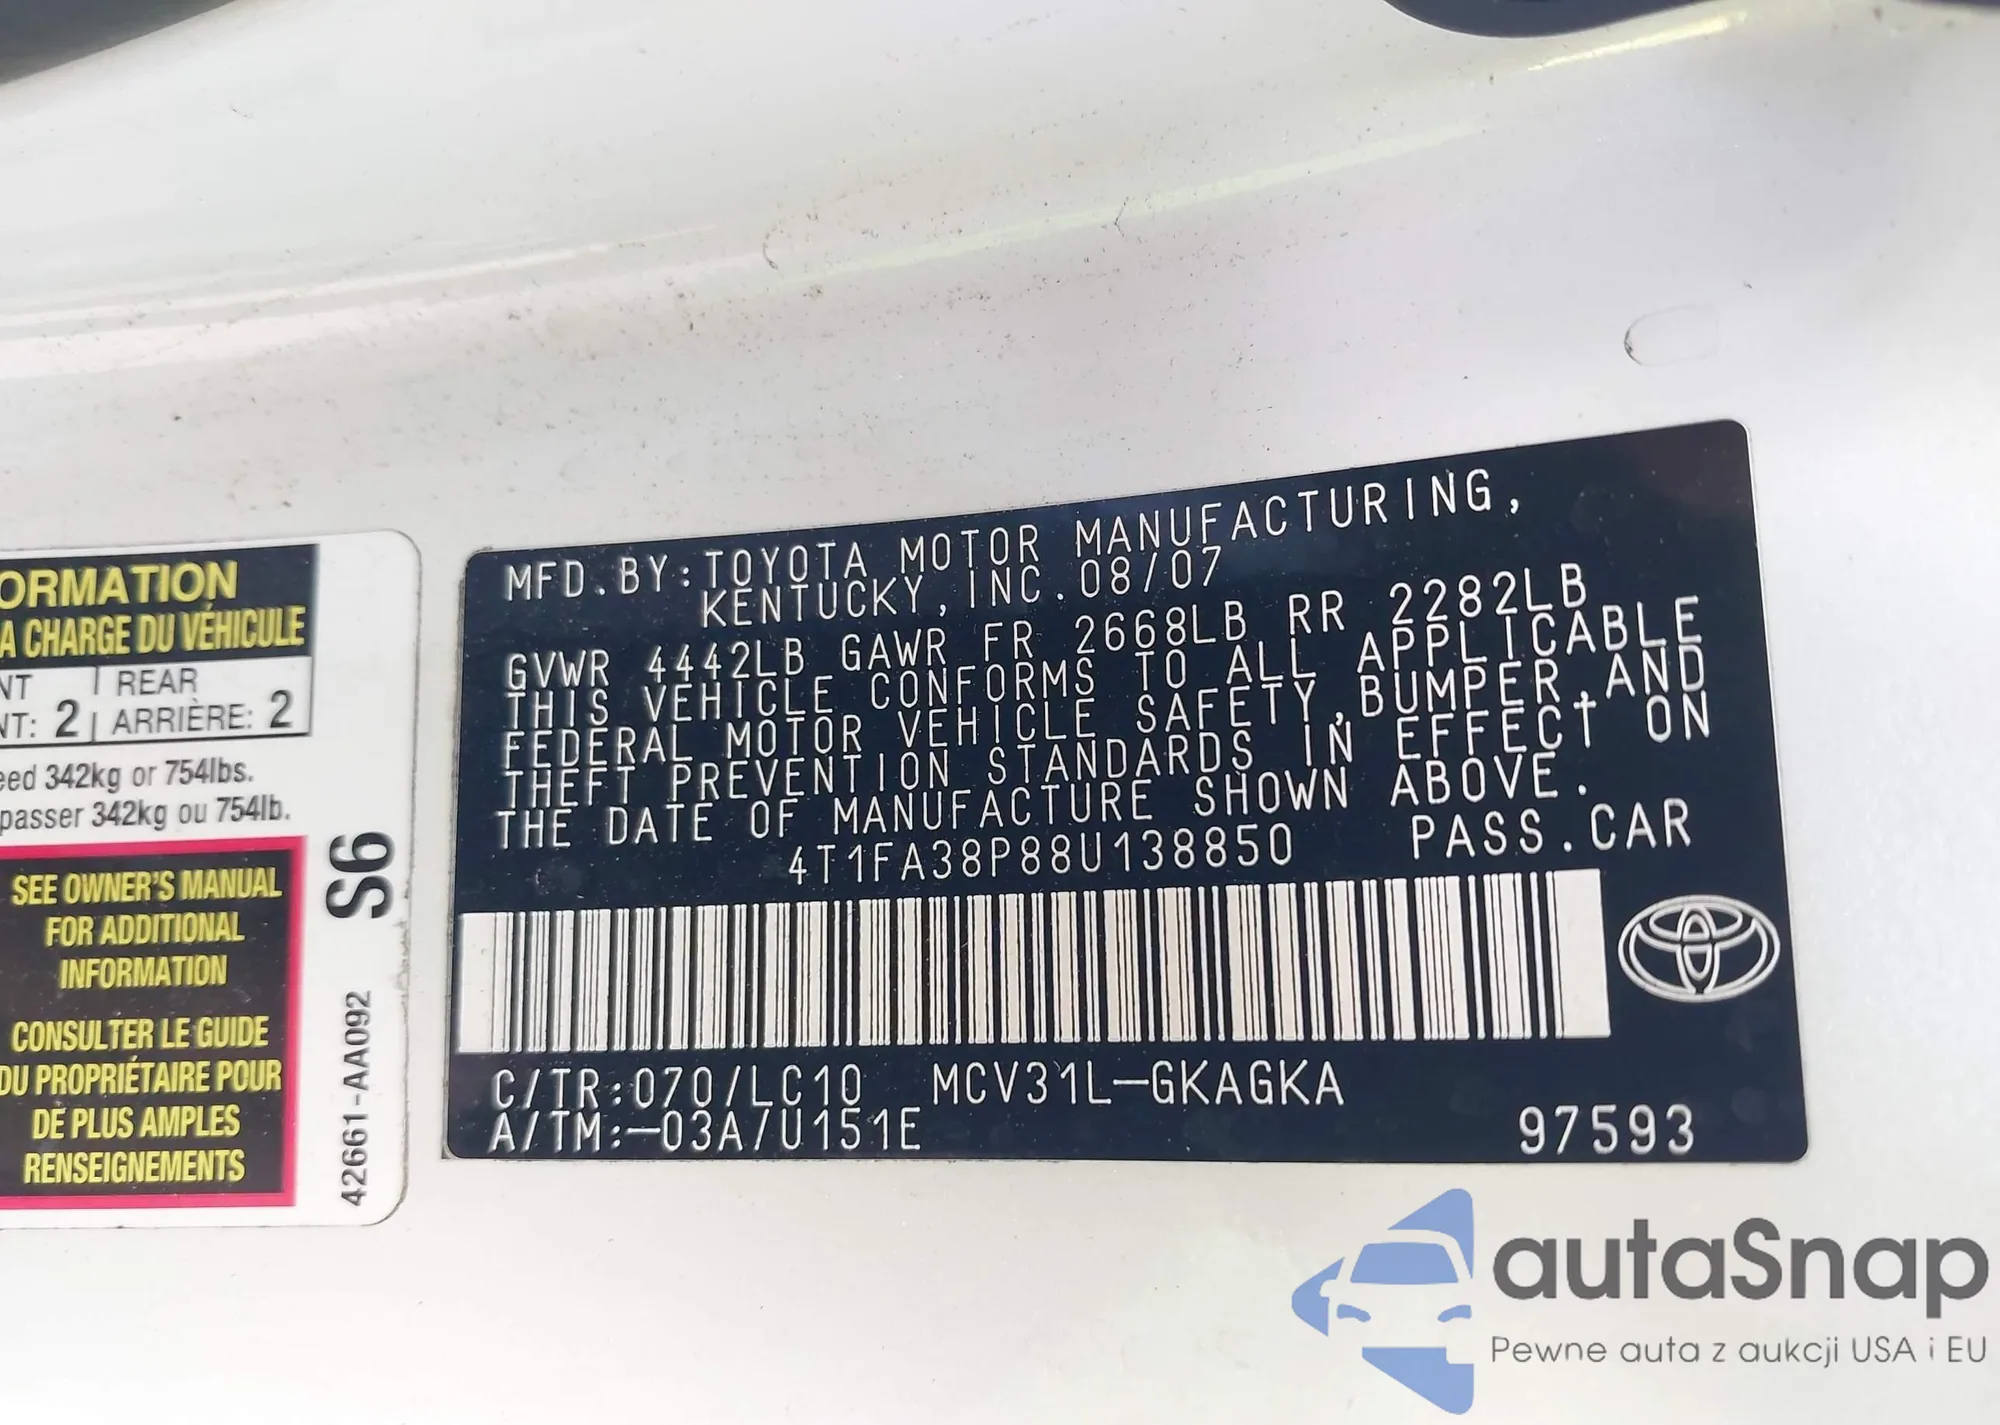 ORMATION
A CHARGE DU VÉHICULE
NT | REAR
NT: 2 | ARRIÈRE: 2
eed 342kg or 754lbs.
passer 342kg ou 754lb.
SEE OWNER'S MANUAL
FOR ADDITIONAL
INFORMATION
CONSULTER LE GUIDE
DU PROPRIÉTAIRE POUR
DE PLUS AMPLES
RENSEIGNEMENTS
S6
42661-AA092
MFD.BY:TOYOTA MOTOR MANUFACTURING,
KENTUCKY,INC.08/07
GVWR 4442LB GAWR FR 2668LB RR 2282LB
THIS VEHICLE CONFORMS TO ALL APPLICABLE
FEDERAL MOTOR VEHICLE SAFETY,BUMPER,AND
THEFT PREVENTION STANDARDS IN EFFECT ON
THE DATE OF MANUFACTURE SHOWN ABOVE.
4T1FA38P88U138850 PASS.CAR
C/TR:070/LC10 MCV31L-GKAGKA
A/TM:-03A/U151E
97593
autaSnap
Pewne auta z aukcji USA i EU